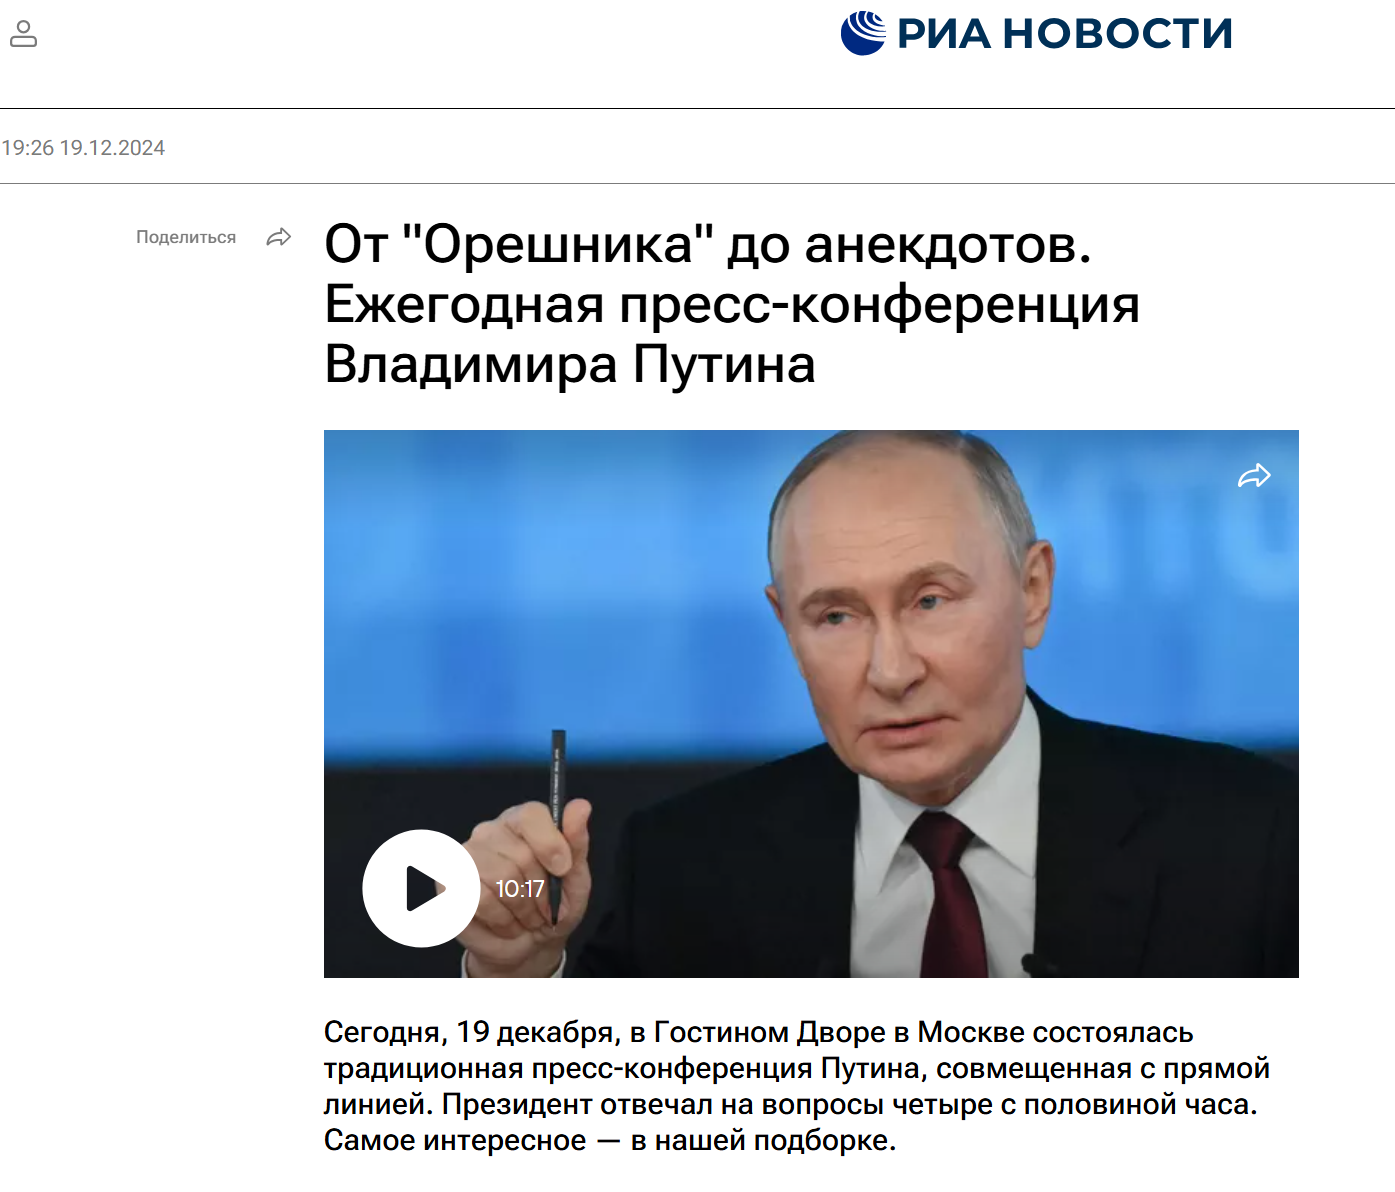 РИА НОВОСТИ
19:26 19.12.2024
Поделиться
От "Орешника" до анекдотов.
Ежегодная пресс-конференция
Владимира Путина
10:17
Сегодня, 19 декабря, в Гостином Дворе в Москве состоялась
традиционная пресс-конференция Путина, совмещенная с прямой
линией. Президент отвечал на вопросы четыре с половиной часа.
Самое интересное — в нашей подборке.